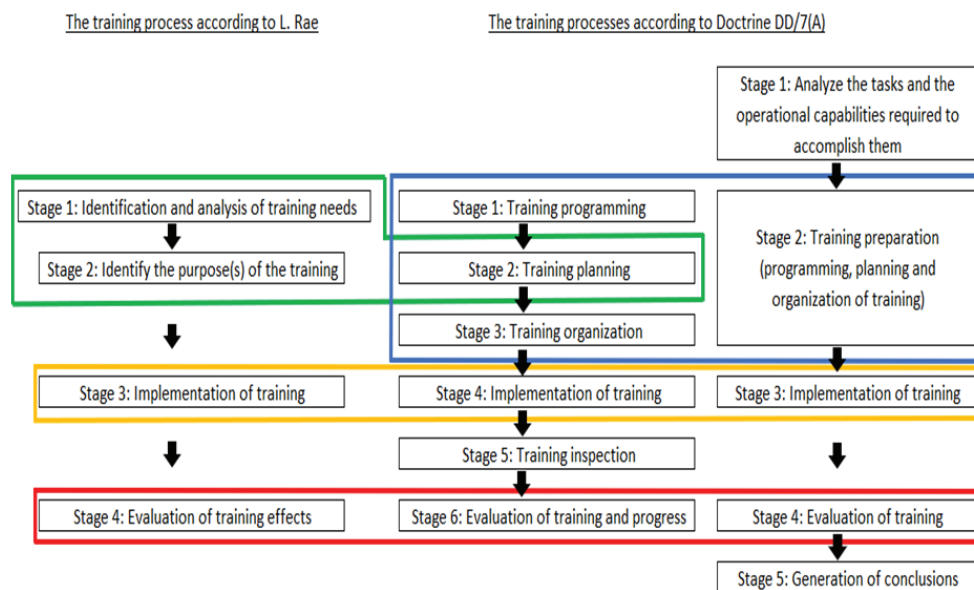 The training process according to L. Rae
The training processes according to Doctrine DD/7(A)
Stage 1: Analyze the tasks and the
operational capabilities required to
accomplish them
Stage 1: Identification and analysis of training needs
Stage 2: Identify the purpose(s) of the training
Stage 1: Training programming
Stage 2: Training planning
Stage 3: Training organization
Stage 2: Training preparation
(programming, planning and
organization of training)
Stage 3: Implementation of training
Stage 4: Implementation of training
Stage 3: Implementation of training
Stage 5: Training inspection
Stage 4: Evaluation of training effects
Stage 6: Evaluation of training and progress
Stage 4: Evaluation of training
Stage 5: Generation of conclusions